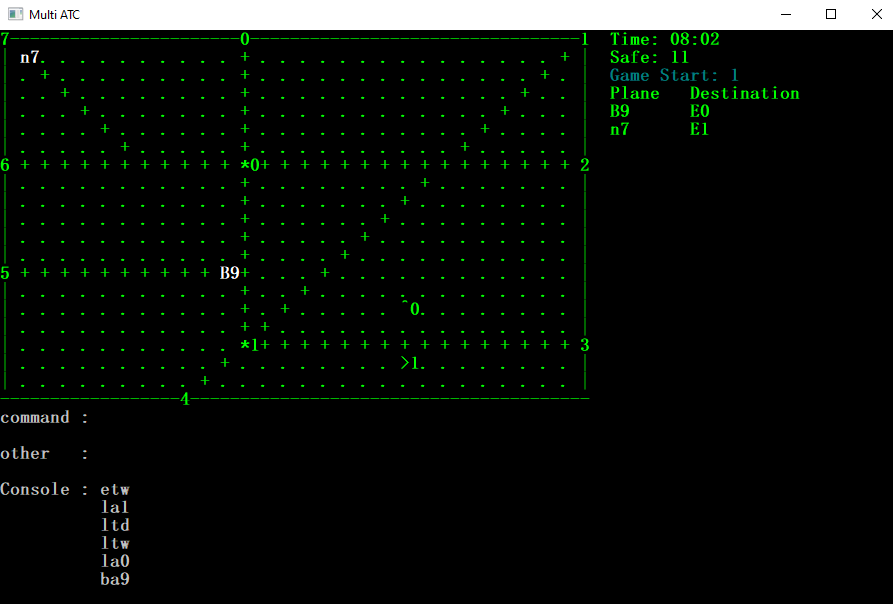 Multi ATC
7-----------------------0---------------------------------1  Time: 08:02
| n7. . . . . . . . . . + . . . . . . . . . . . . . . . + |  Safe: 11
| . + . . . . . . . . . + . . . . . . . . . . . . . . + . |  Game Start: 1
| . . + . . . . . . . . + . . . . . . . . . . . . . + . . |  Plane   Destination
| . . . + . . . . . . . + . . . . . . . . . . . . + . . . |  B9      E0
| . . . . + . . . . . . + . . . . . . . . . . . + . . . . |  n7      E1
| . . . . . + . . . . . + . . . . . . . . . . + . . . . . |
6 + + + + + + + + + + + *0+ + + + + + + + + + + + + + + + 2
| . . . . . . . . . . . + . . . . . . . . + . . . . . . . |
| . . . . . . . . . . . + . . . . . . . + . . . . . . . . |
| . . . . . . . . . . . + . . . . . . + . . . . . . . . . |
| . . . . . . . . . . . + . . . . . + . . . . . . . . . . |
| . . . . . . . . . . . + . . . . + . . . . . . . . . . . |
5 + + + + + + + + + + B9+ . . . + . . . . . . . . . . . . |
| . . . . . . . . . . . + . . + . . . . . . . . . . . . . |
| . . . . . . . . . . . + . + . . . . . ^0. . . . . . . . |
| . . . . . . . . . . . + + . . . . . . . . . . . . . . . |
| . . . . . . . . . . . *1+ + + + + + + + + + + + + + + + 3
| . . . . . . . . . . + . . . . . . . . >1. . . . . . . . |
| . . . . . . . . . + . . . . . . . . . . . . . . . . . . |
------------------4----------------------------------------
command :
other   :
Console : etw
lal
ltd
ltw
la0
ba9